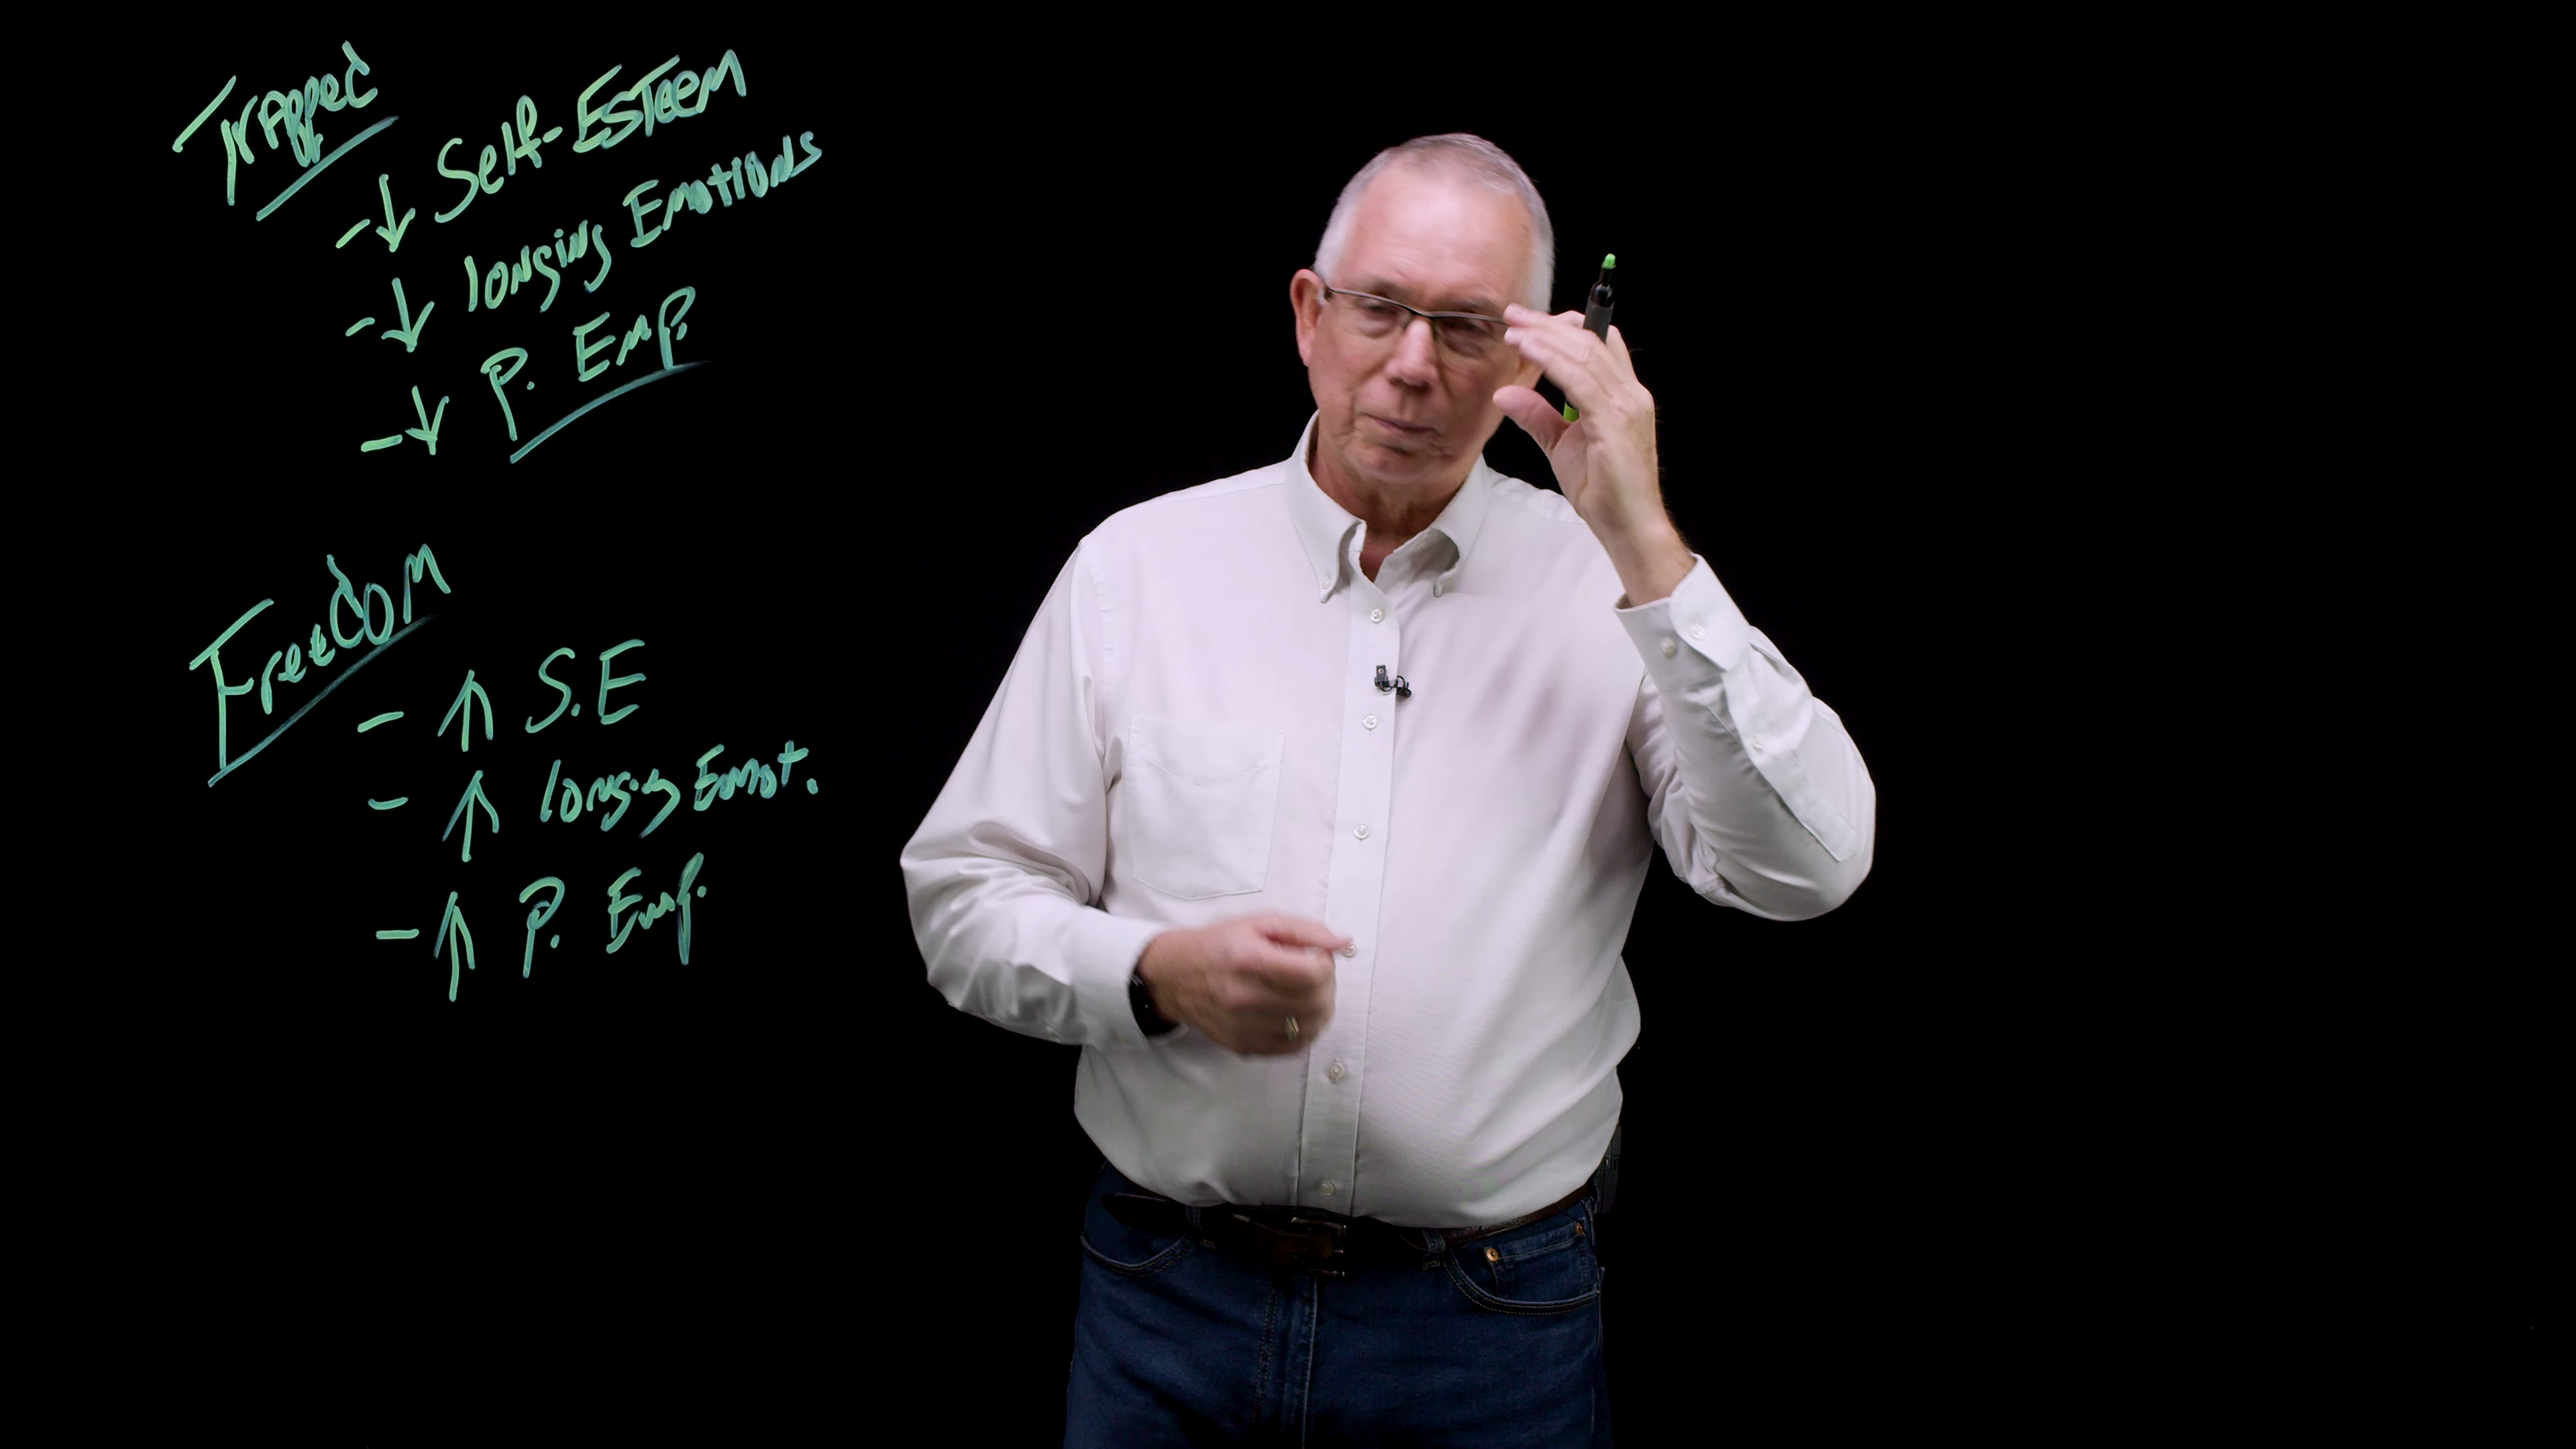 Trapped
- ↓ Self-Esteem
- ↓ longing Emotions
- ↓ P. Emp.
Freedom
- ↑ S.E
- ↑ longing Emot.
- ↑ P. Emp.